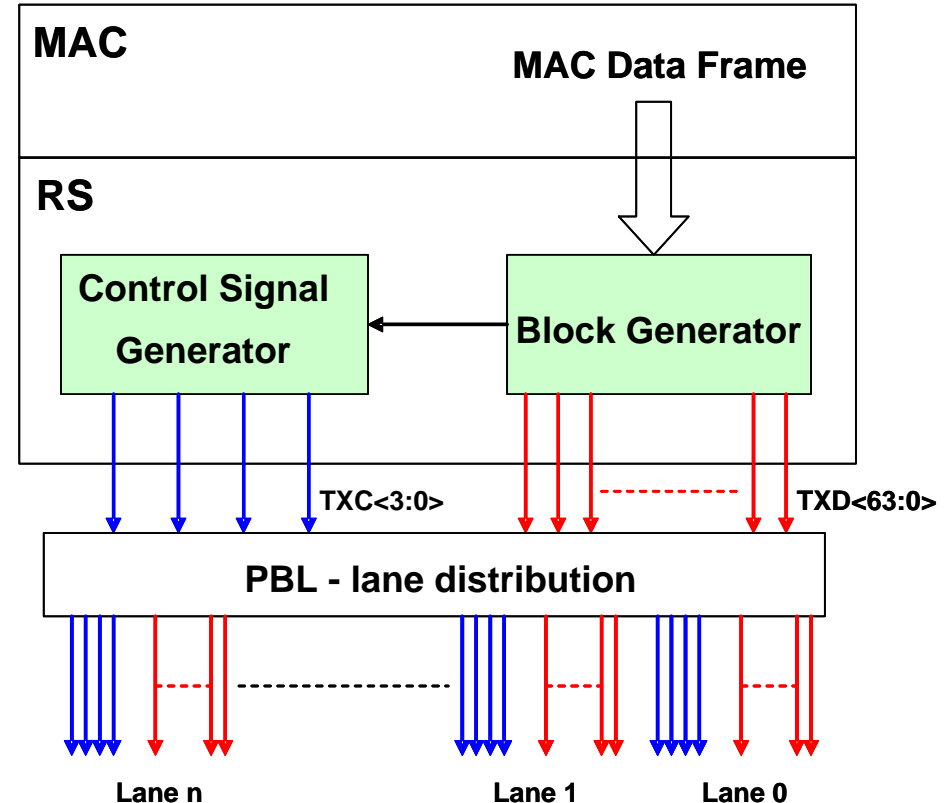 MAC
MAC Data Frame
RS
Control Signal
Generator
Block Generator
TXC<3:0>
TXD<63:0>
PBL - lane distribution
Lane n
Lane 1
Lane 0